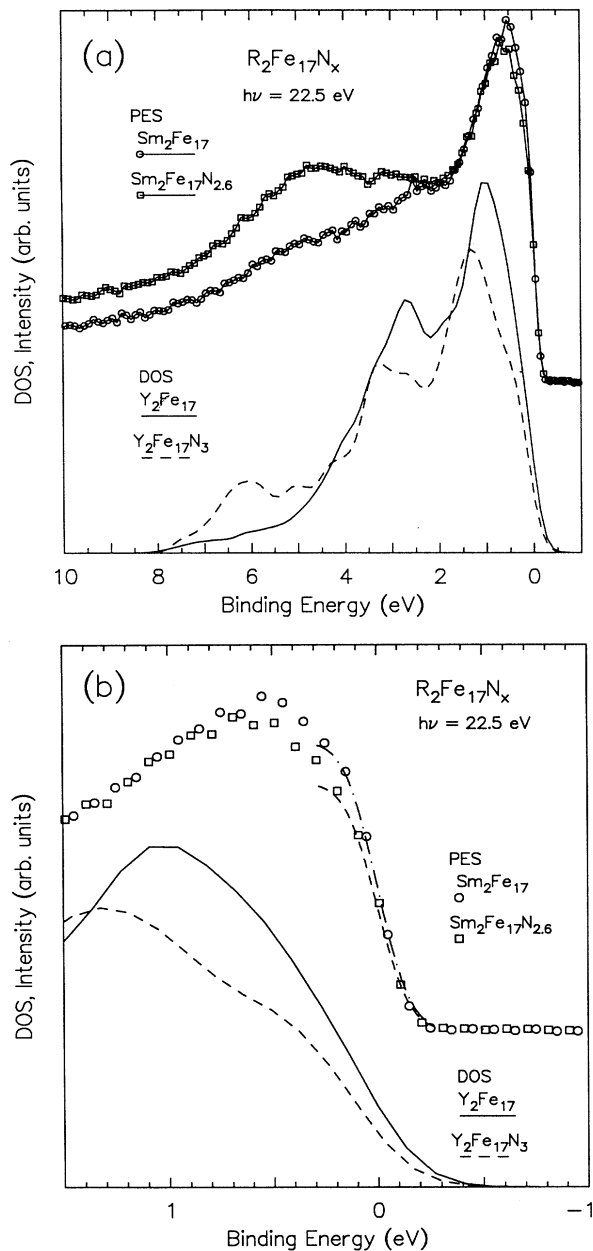 (a)
R₂Fe₁₇Nₓ
hν = 22.5 eV
PES
Sm₂Fe₁₇
Sm₂Fe₁₇N₂.₆
DOS
Y₂Fe₁₇
Y₂Fe₁₇N₃
DOS, Intensity (arb. units)
10 8 6 4 2 0
Binding Energy (eV)
(b)
R₂Fe₁₇Nₓ
hν = 22.5 eV
PES
Sm₂Fe₁₇
Sm₂Fe₁₇N₂.₆
DOS
Y₂Fe₁₇
Y₂Fe₁₇N₃
DOS, Intensity (arb. units)
1 0 −1
Binding Energy (eV)